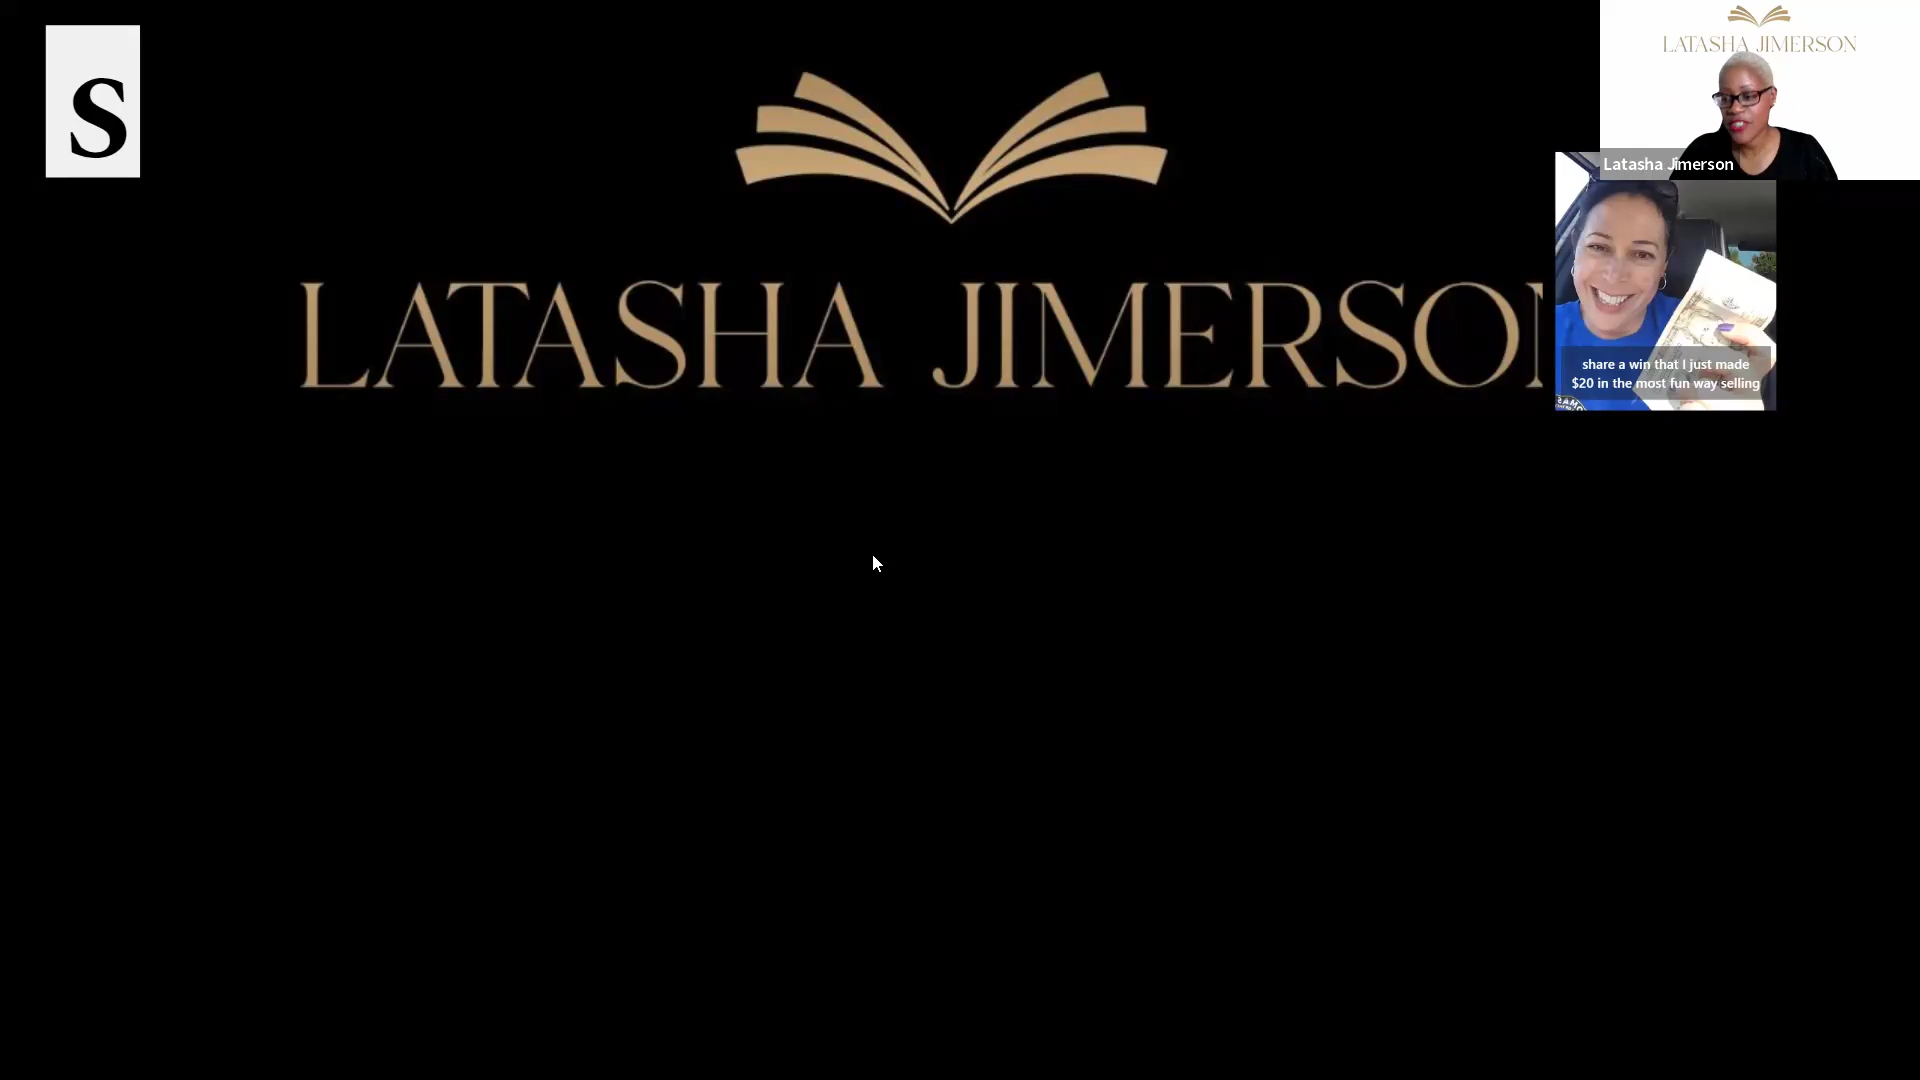 S
LATASHA JIMERSON
LATASHA JIMERSON
Latasha Jimerson
share a win that I just made
$20 in the most fun way selling